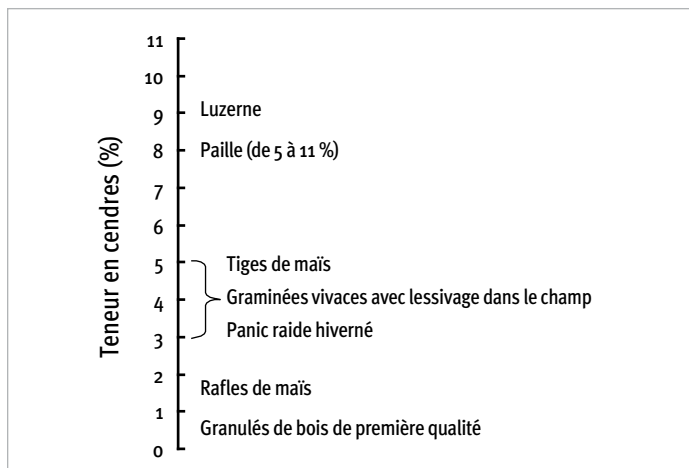 Teneur en cendres (%)
11
10
9
8
7
6
5
4
3
2
1
0
Luzerne
Paille (de 5 à 11 %)
Tiges de maïs
Graminées vivaces avec lessivage dans le champ
Panic raide hiverné
Rafles de maïs
Granulés de bois de première qualité